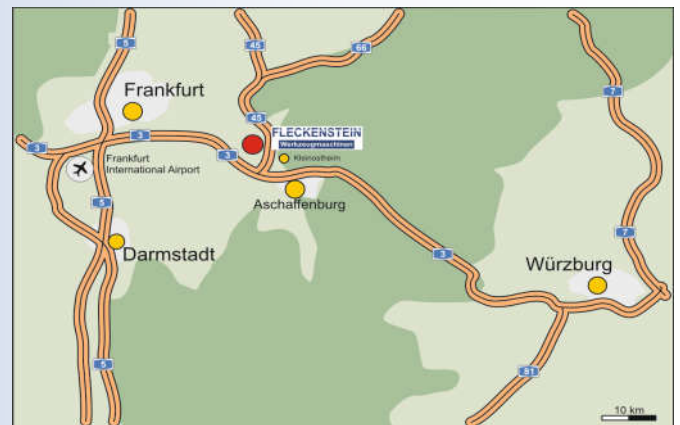 5
45
66
3
7
Frankfurt
45
FLECKENSTEIN
Werkzeugmaschinen
3
3
3
Kleinostheim
Frankfurt
International Airport
5
Aschaffenburg
7
Darmstadt
3
Würzburg
5
81
10 km